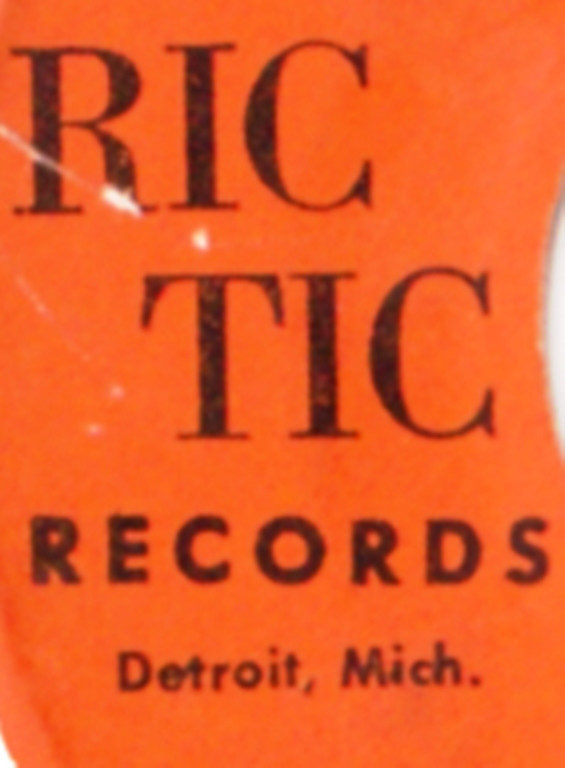 RIC
TIC
RECORDS
Detroit, Mich.